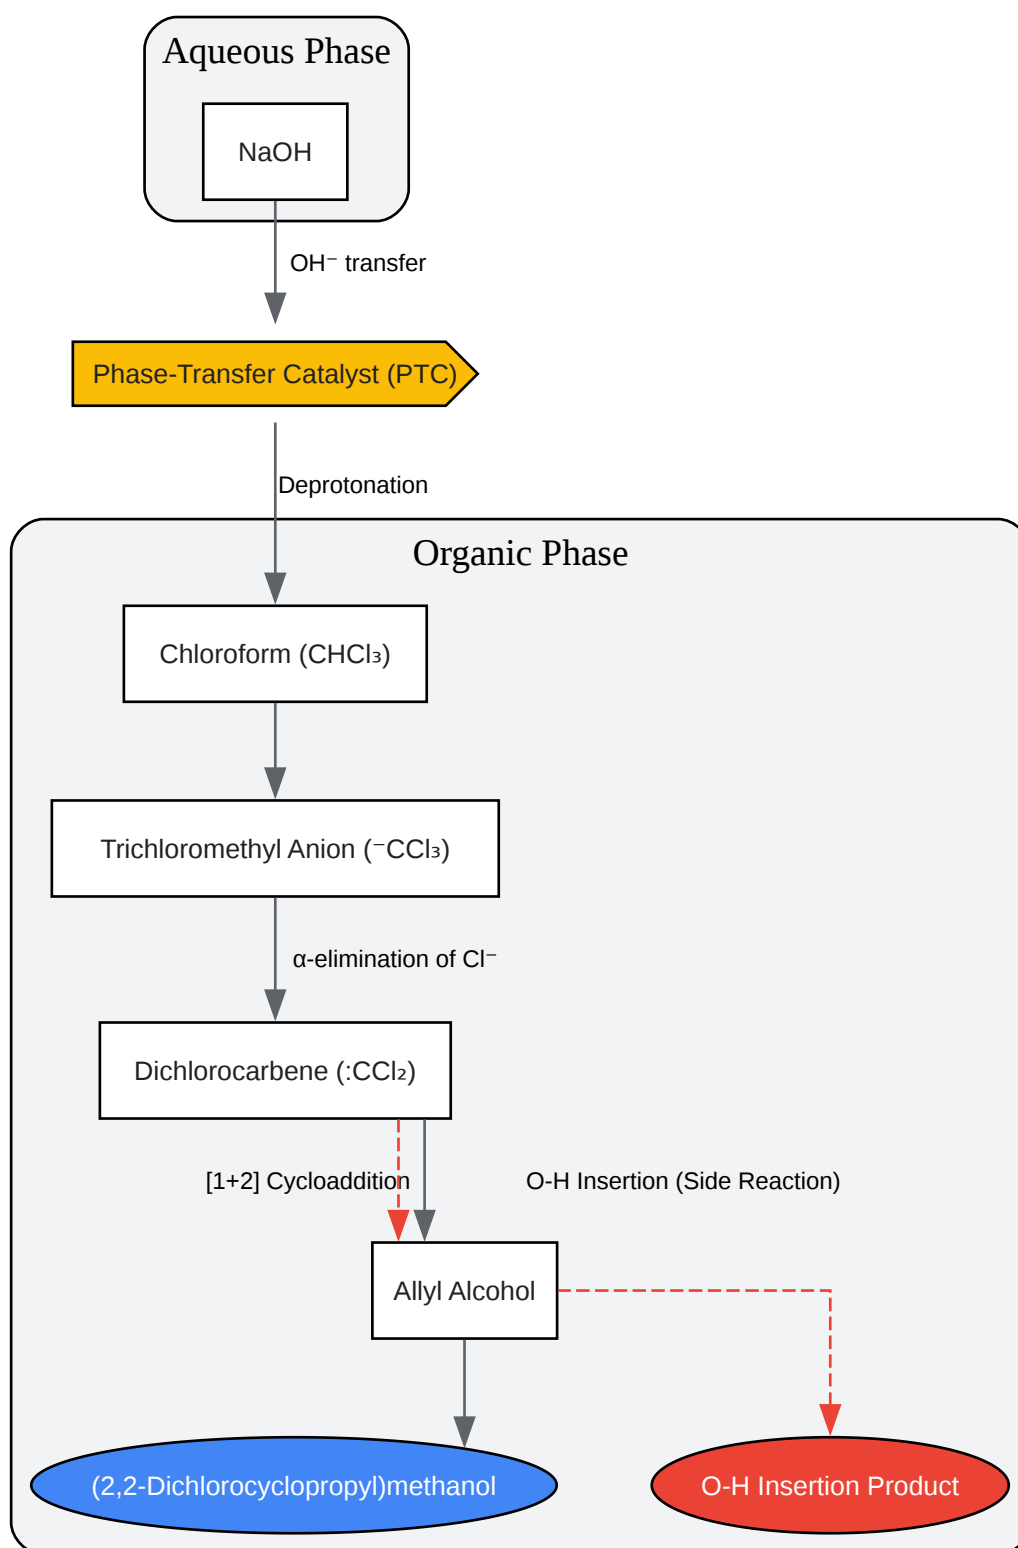 Aqueous Phase
NaOH
OH⁻ transfer
Phase-Transfer Catalyst (PTC)
Deprotonation
Organic Phase
Chloroform (CHCl₃)
Trichloromethyl Anion (⁻CCl₃)
α-elimination of Cl⁻
Dichlorocarbene (:CCl₂)
[1+2] Cycloaddition
O-H Insertion (Side Reaction)
Allyl Alcohol
(2,2-Dichlorocyclopropyl)methanol
O-H Insertion Product